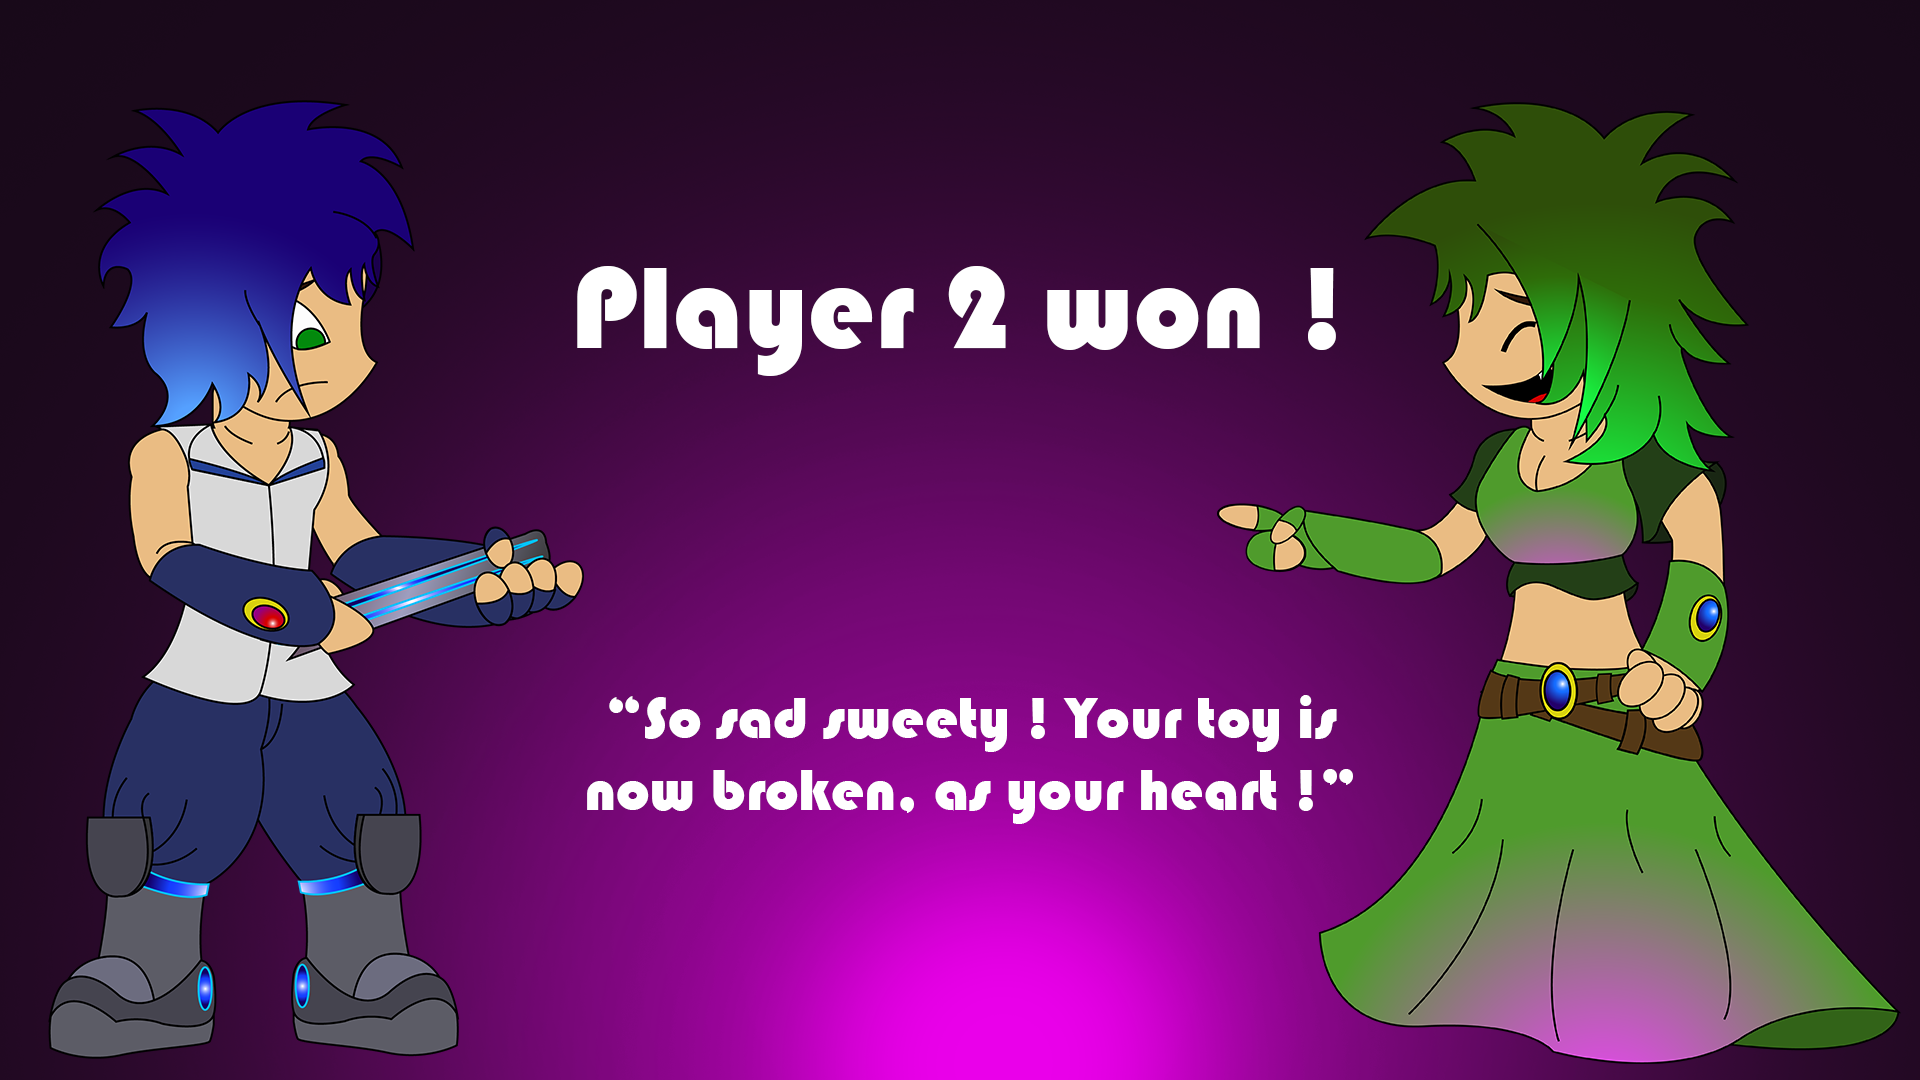 Player 2 won !
“So sad sweety ! Your toy is
now broken, as your heart !”